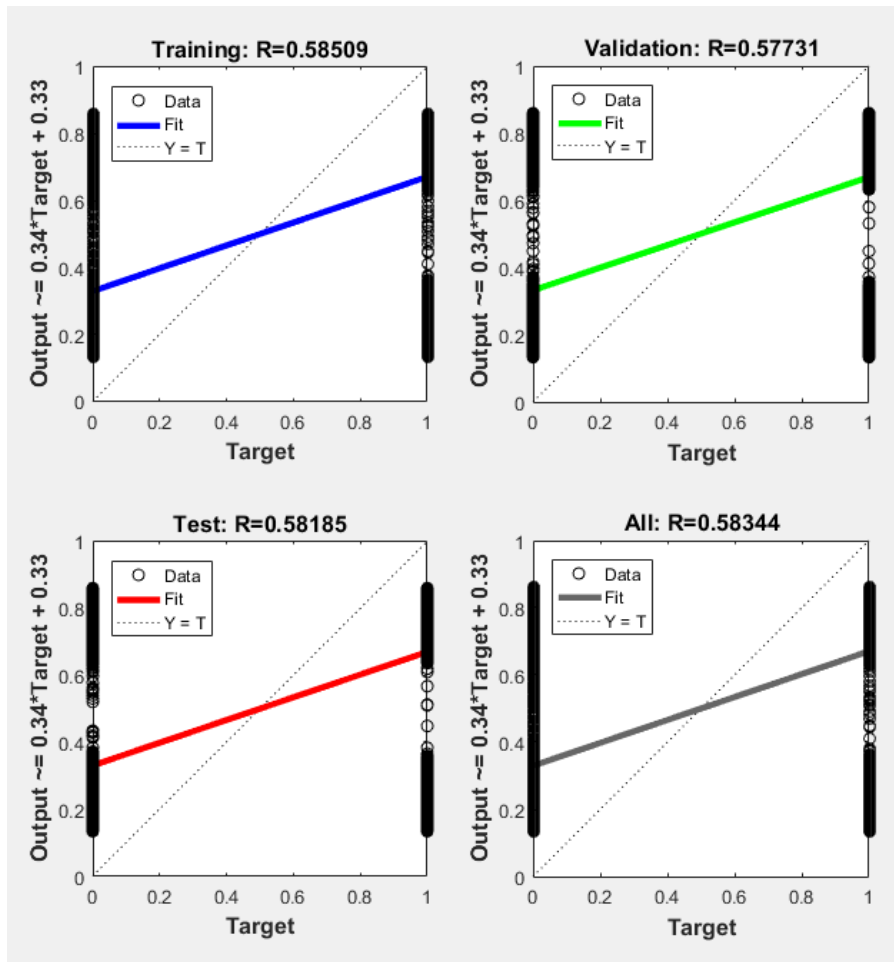 Training: R=0.58509
Output ~= 0.34*Target + 0.33
1
0.8
0.6
0.4
0.2
0
Data
Fit
Y = T
0 0.2 0.4 0.6 0.8 1
Target
Validation: R=0.57731
Output ~= 0.34*Target + 0.33
1
0.8
0.6
0.4
0.2
0
Data
Fit
Y = T
0 0.2 0.4 0.6 0.8 1
Target
Test: R=0.58185
Output ~= 0.34*Target + 0.33
1
0.8
0.6
0.4
0.2
0
Data
Fit
Y = T
0 0.2 0.4 0.6 0.8 1
Target
All: R=0.58344
Output ~= 0.34*Target + 0.33
1
0.8
0.6
0.4
0.2
0
Data
Fit
Y = T
0 0.2 0.4 0.6 0.8 1
Target